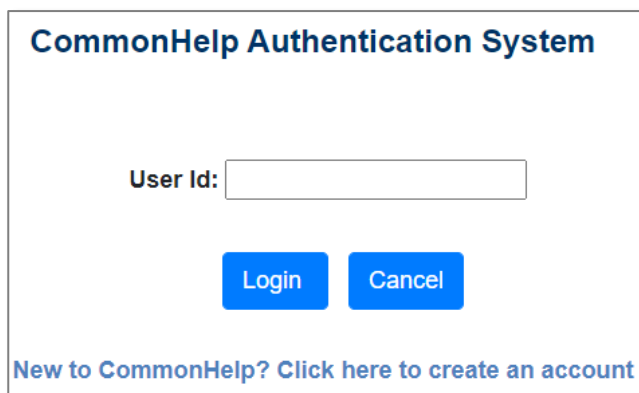 CommonHelp Authentication System
User Id:
Login Cancel
New to CommonHelp? Click here to create an account